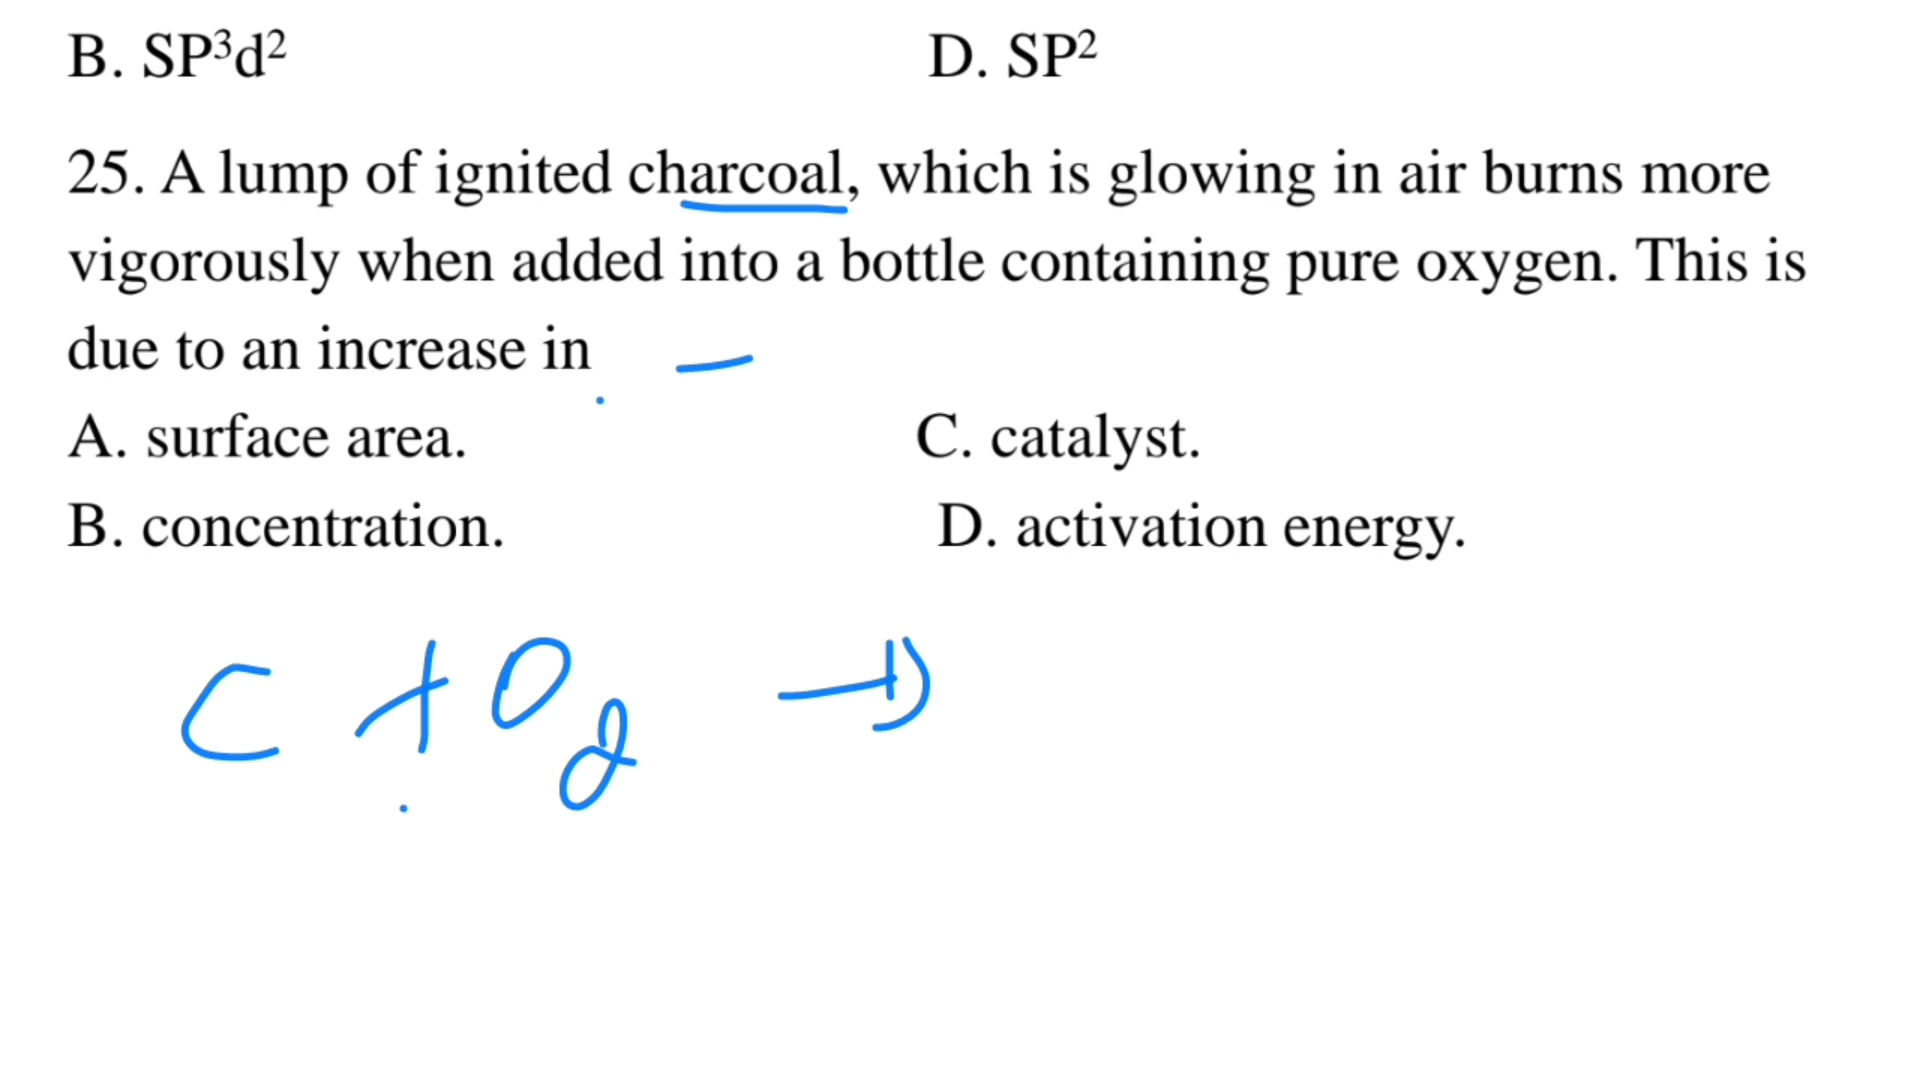 B. SP³d² D. SP²
25. A lump of ignited charcoal, which is glowing in air burns more
vigorously when added into a bottle containing pure oxygen. This is
due to an increase in
A. surface area. C. catalyst.
B. concentration. D. activation energy.
C + O₂ →